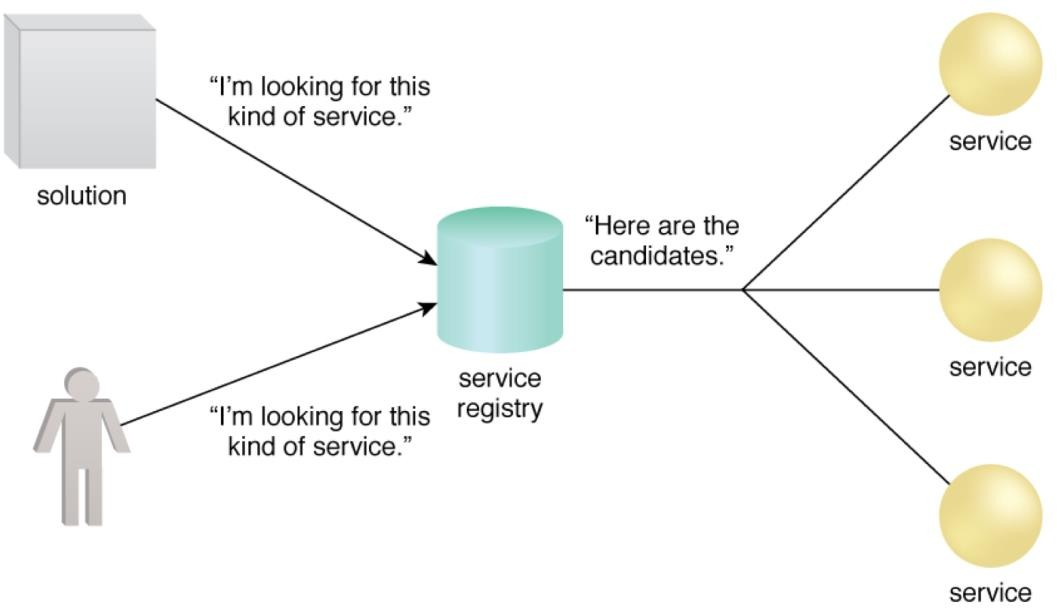 “I’m looking for this
kind of service.”
solution
“Here are the
candidates.”
service
registry
“I’m looking for this
kind of service.”
service
service
service